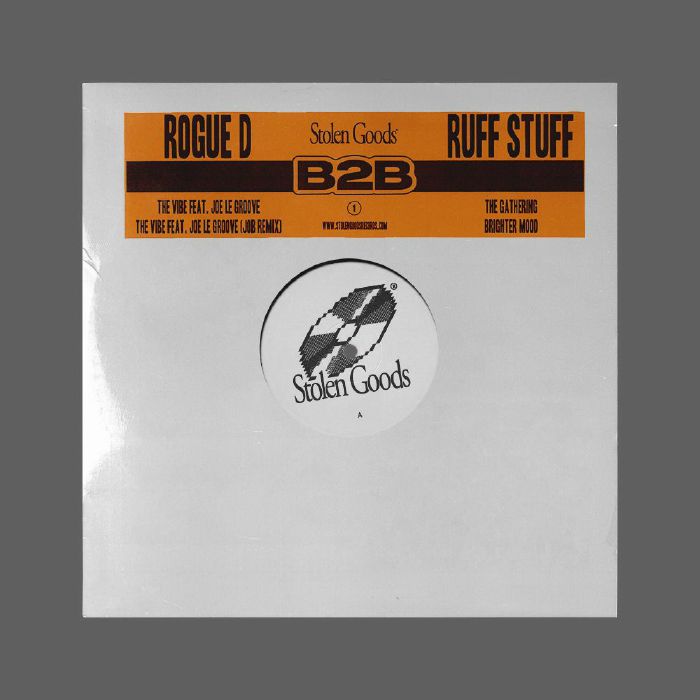 ROGUE D
Stolen Goods
RUFF STUFF
B2B
THE VIBE FEAT. JOE LE GROOVE
THE VIBE FEAT. JOE LE GROOVE (JOB REMIX)
1
WWW.STOLENGOODSRECORDS.COM
THE GATHERING
BRIGHTER MOOD
®
Stolen Goods
A